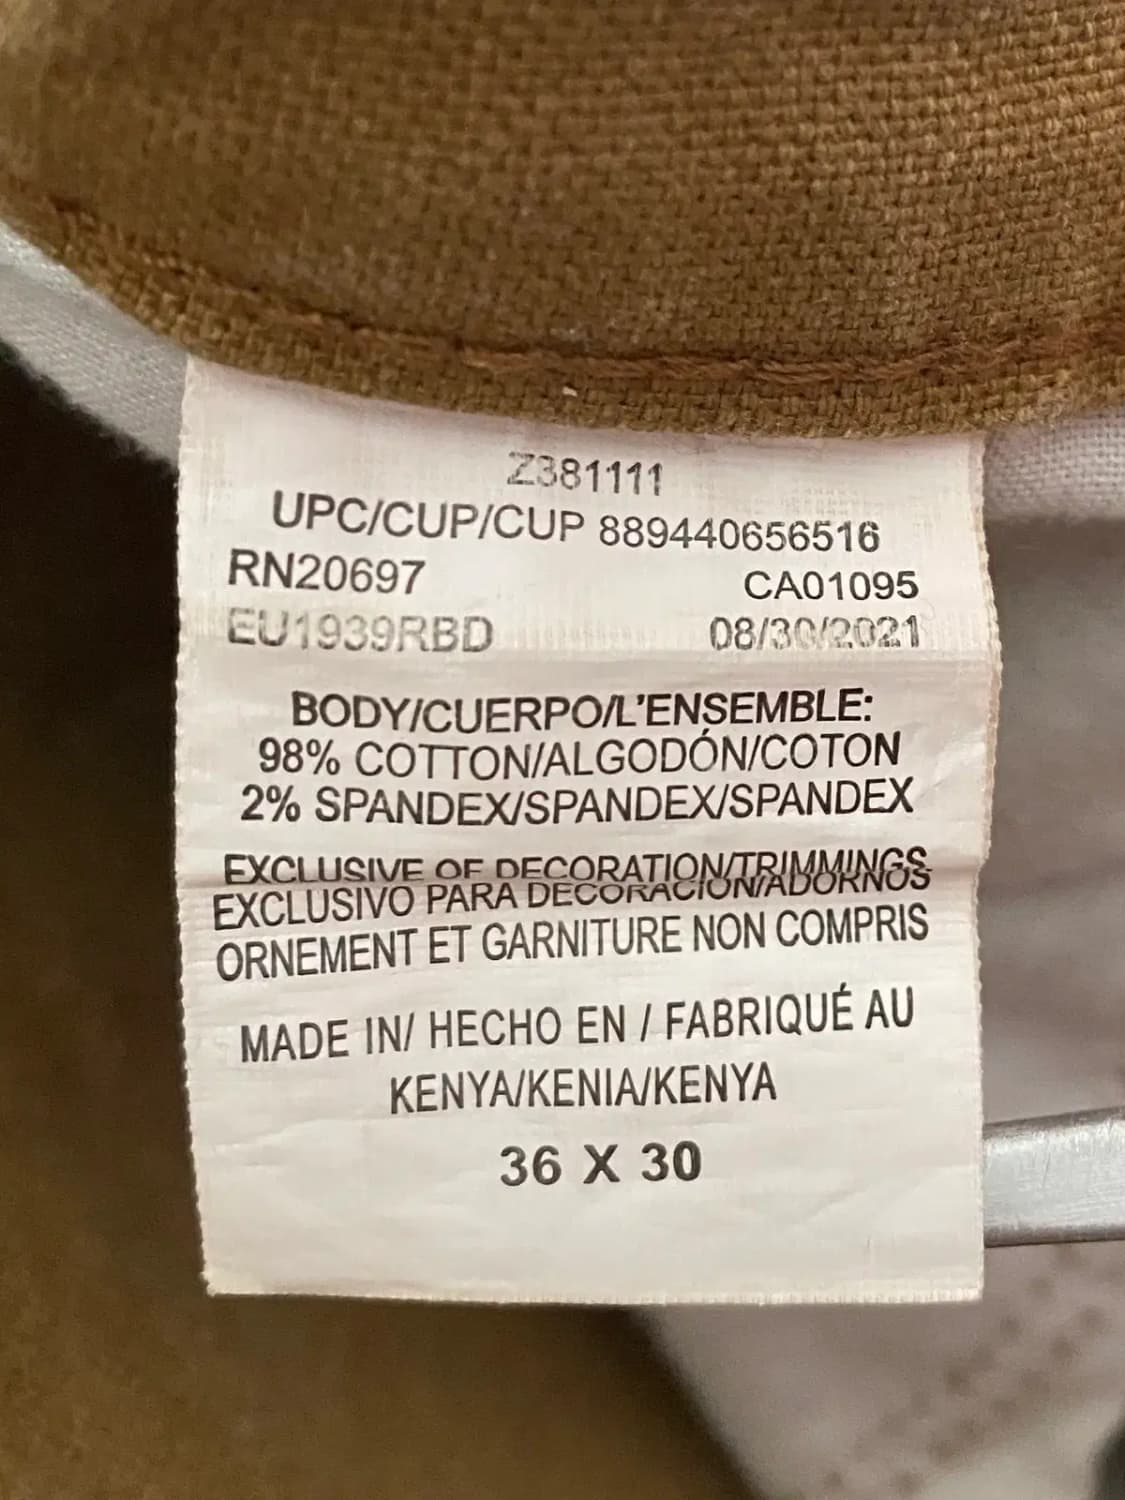 Z381111
UPC/CUP/CUP 889440656516
RN20697 CA01095
EU1939RBD 08/30/2021
BODY/CUERPO/L'ENSEMBLE:
98% COTTON/ALGODÓN/COTON
2% SPANDEX/SPANDEX/SPANDEX
EXCLUSIVE OF DECORATION/TRIMMINGS
EXCLUSIVO PARA DECORACION/ADORNOS
ORNEMENT ET GARNITURE NON COMPRIS
MADE IN/ HECHO EN / FABRIQUÉ AU
KENYA/KENIA/KENYA
36 X 30